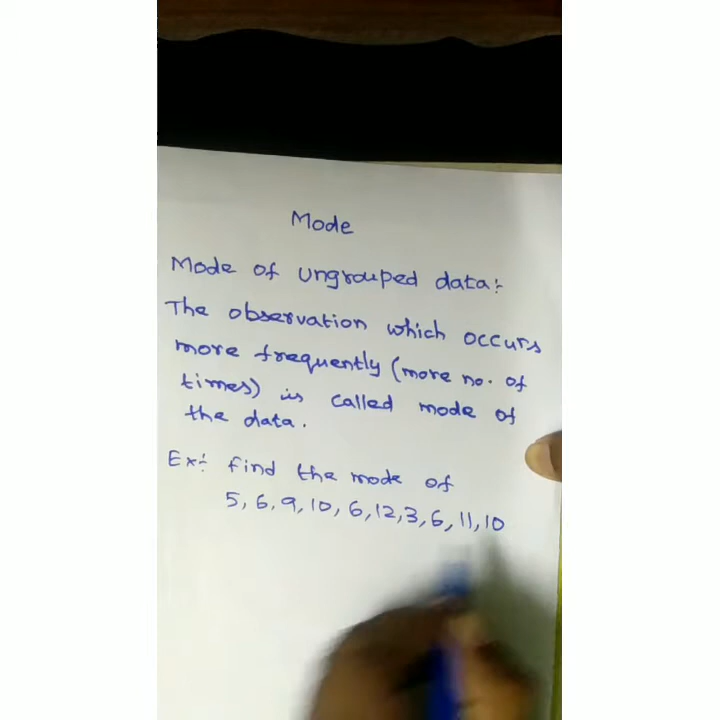 Mode
Mode of ungrouped data:-
The observation which occurs
more frequently (more no. of
times) is called mode of
the data.
Ex:- find the mode of
5, 6, 9, 10, 6, 12, 3, 6, 11, 10